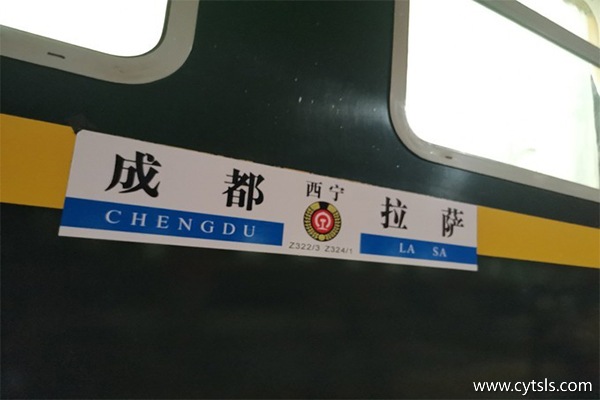 成都 西宁 拉萨
CHENGDU LA SA
Z322/3 Z324/1
www.cytsls.com